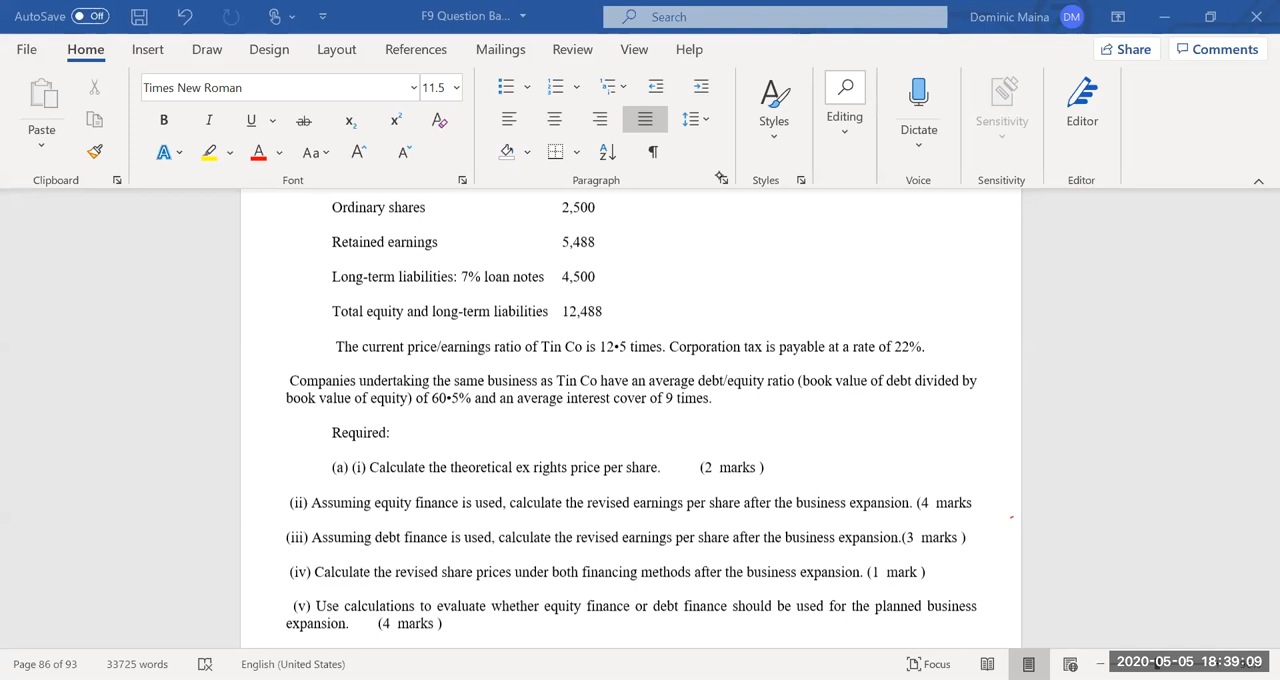 AutoSave Off F9 Question Ba... Search Dominic Maina DM
File Home Insert Draw Design Layout References Mailings Review View Help Share Comments
Times New Roman 11.5
Paste B I U ab x2 x2 A Styles Editing Dictate Sensitivity Editor
A A Aa A A A Z
Clipboard Font Paragraph Styles Voice Sensitivity Editor
Ordinary shares 2,500
Retained earnings 5,488
Long-term liabilities: 7% loan notes 4,500
Total equity and long-term liabilities 12,488
The current price/earnings ratio of Tin Co is 12•5 times. Corporation tax is payable at a rate of 22%.
Companies undertaking the same business as Tin Co have an average debt/equity ratio (book value of debt divided by
book value of equity) of 60•5% and an average interest cover of 9 times.
Required:
(a) (i) Calculate the theoretical ex rights price per share. (2 marks )
(ii) Assuming equity finance is used, calculate the revised earnings per share after the business expansion. (4 marks
(iii) Assuming debt finance is used, calculate the revised earnings per share after the business expansion.(3 marks )
(iv) Calculate the revised share prices under both financing methods after the business expansion. (1 mark )
(v) Use calculations to evaluate whether equity finance or debt finance should be used for the planned business
expansion. (4 marks )
Page 86 of 93 33725 words English (United States) Focus 2020-05-05 18:39:09